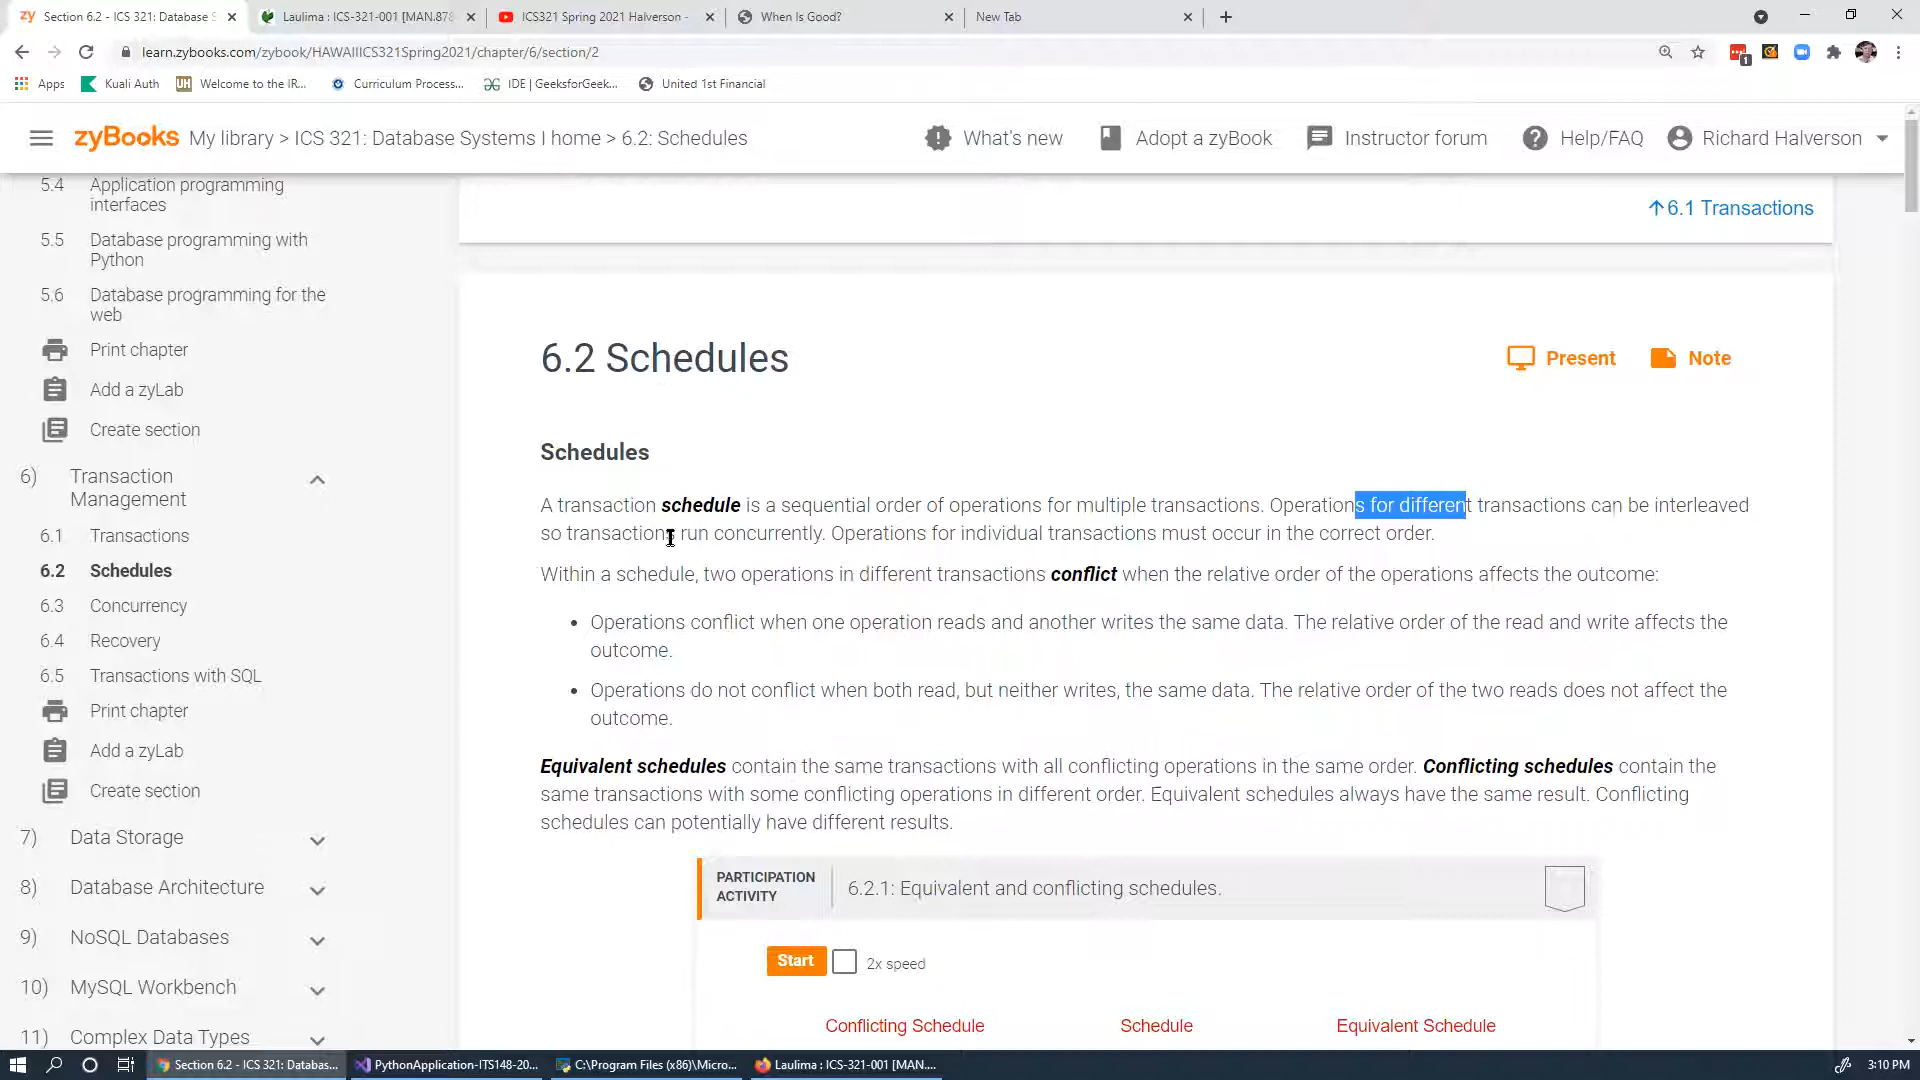 Section 6.2 - ICS 321: Database S
Laulima : ICS-321-001 [MAN.878
ICS321 Spring 2021 Halverson -
When Is Good?
New Tab
learn.zybooks.com/zybook/HAWAIIICS321Spring2021/chapter/6/section/2
Apps
Kuali Auth
Welcome to the IR...
Curriculum Process...
IDE | GeeksforGeek...
United 1st Financial
zyBooks My library > ICS 321: Database Systems I home > 6.2: Schedules
What's new
Adopt a zyBook
Instructor forum
Help/FAQ
Richard Halverson
5.4 Application programming
interfaces
5.5 Database programming with
Python
5.6 Database programming for the
web
Print chapter
Add a zyLab
Create section
6) Transaction
Management
6.1 Transactions
6.2 Schedules
6.3 Concurrency
6.4 Recovery
6.5 Transactions with SQL
Print chapter
Add a zyLab
Create section
7) Data Storage
8) Database Architecture
9) NoSQL Databases
10) MySQL Workbench
11) Complex Data Types
↑6.1 Transactions
6.2 Schedules
Present
Note
Schedules
A transaction schedule is a sequential order of operations for multiple transactions. Operations for different transactions can be interleaved
so transactions run concurrently. Operations for individual transactions must occur in the correct order.
Within a schedule, two operations in different transactions conflict when the relative order of the operations affects the outcome:
• Operations conflict when one operation reads and another writes the same data. The relative order of the read and write affects the
outcome.
• Operations do not conflict when both read, but neither writes, the same data. The relative order of the two reads does not affect the
outcome.
Equivalent schedules contain the same transactions with all conflicting operations in the same order. Conflicting schedules contain the
same transactions with some conflicting operations in different order. Equivalent schedules always have the same result. Conflicting
schedules can potentially have different results.
PARTICIPATION
ACTIVITY
6.2.1: Equivalent and conflicting schedules.
Start
2x speed
Conflicting Schedule
Schedule
Equivalent Schedule
Section 6.2 - ICS 321: Databas...
PythonApplication-ITS148-20...
C:\Program Files (x86)\Micro...
Laulima : ICS-321-001 [MAN....
3:10 PM